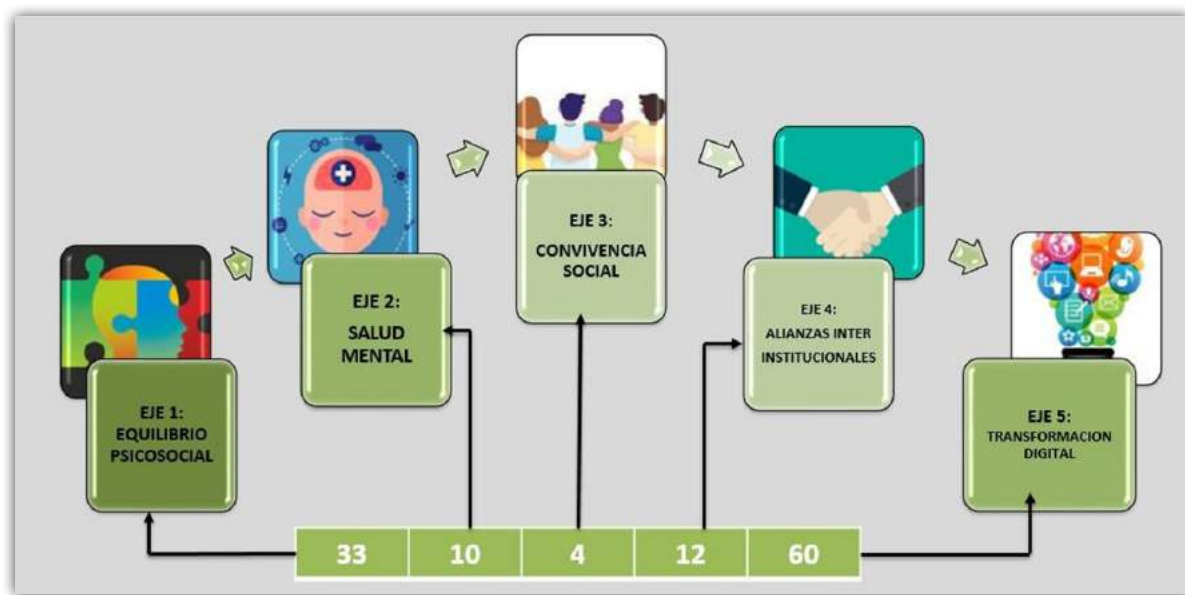 EJE 1:
EQUILIBRIO
PSICOSOCIAL
EJE 2:
SALUD
MENTAL
EJE 3:
CONVIVENCIA
SOCIAL
EJE 4:
ALIANZAS INTER
INSTITUCIONALES
EJE 5:
TRANSFORMACION
DIGITAL
33 10 4 12 60